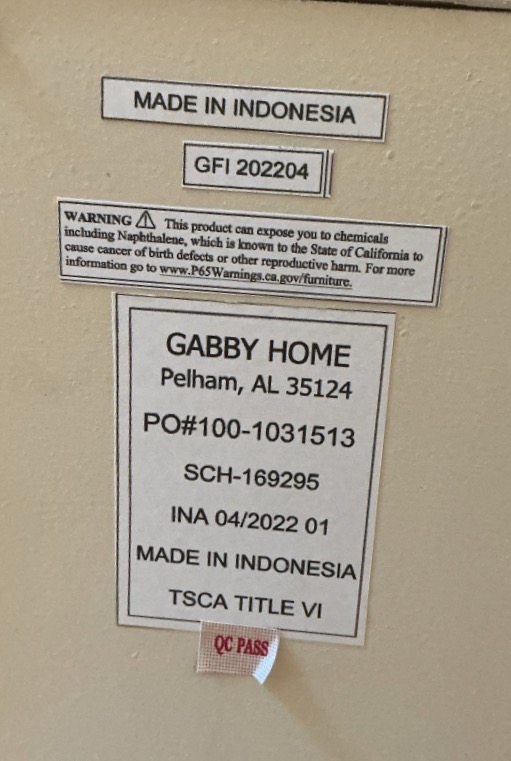 MADE IN INDONESIA
GFI 202204
WARNING ⚠ This product can expose you to chemicals
including Naphthalene, which is known to the State of California to
cause cancer of birth defects or other reproductive harm. For more
information go to www.P65Warnings.ca.gov/furniture.
GABBY HOME
Pelham, AL 35124
PO#100-1031513
SCH-169295
INA 04/2022 01
MADE IN INDONESIA
TSCA TITLE VI
QC PASS